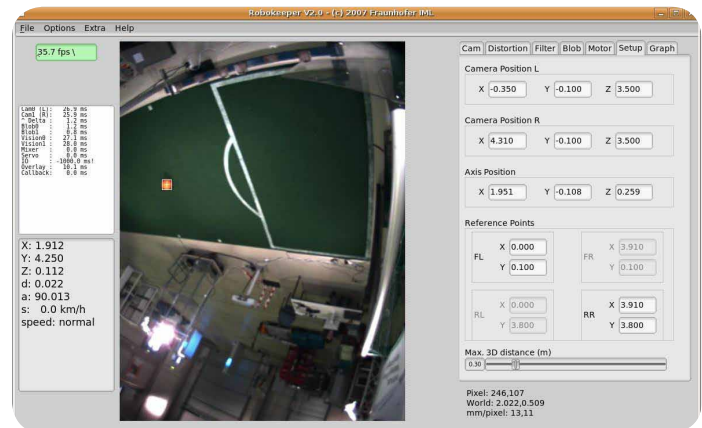 Robokeeper V2.0 - (c) 2007 Fraunhofer IML
File Options Extra Help
35.7 fps \
Cam0 (L): 26.9 ms
Cam1 (R): 25.9 ms
^ Delta : 1.2 ms
Blob0 : 1.2 ms
Blob1 : 0.8 ms
Vision0 : 27.1 ms
Vision1 : 28.0 ms
Mixer : 0.0 ms
Servo : 0.0 ms
IO : -1000.0 ms!
Overlay : 10.1 ms
Callback: 0.0 ms
X: 1.912
Y: 4.250
Z: 0.112
d: 0.022
a: 90.013
s: 0.0 km/h
speed: normal
Cam Distortion Filter Blob Motor Setup Graph
Camera Position L
X -0.350 Y -0.100 Z 3.500
Camera Position R
X 4.310 Y -0.100 Z 3.500
Axis Position
X 1.951 Y -0.108 Z 0.259
Reference Points
FL X 0.000 Y 0.100
FR X 3.910 Y 0.100
RL X 0.000 Y 3.800
RR X 3.910 Y 3.800
Max. 3D distance (m)
0.30
Pixel: 246,107
World: 2.022,0.509
mm/pixel: 13,11